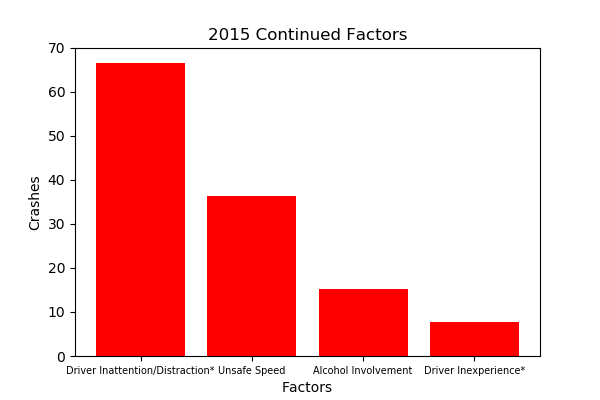 2015 Continued Factors
70
60
50
40
30
20
10
0
Crashes
Driver Inattention/Distraction* Unsafe Speed Alcohol Involvement Driver Inexperience*
Factors